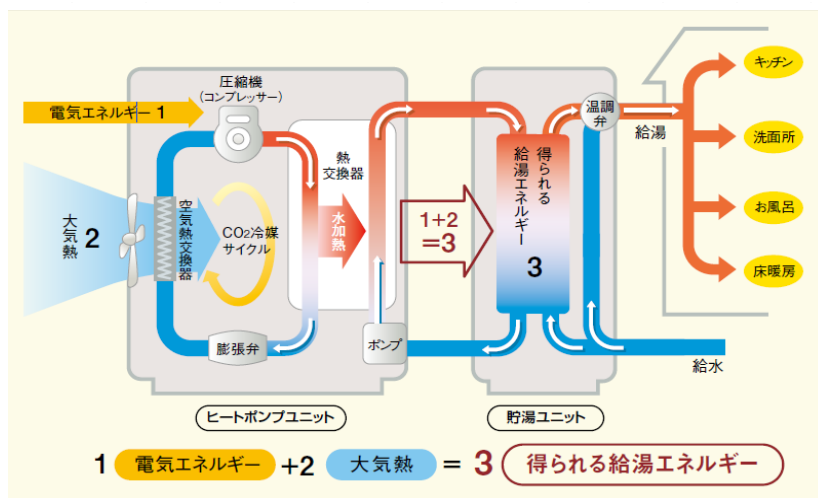 電気エネルギー 1
圧縮機
(コンプレッサー)
大気熱 2
空気熱交換器
CO2冷媒
サイクル
膨張弁
熱
交換器
水加熱
ポンプ
1+2
=3
得られる
給湯エネルギー
3
温調
弁
給湯
キッチン
洗面所
お風呂
床暖房
給水
ヒートポンプユニット
貯湯ユニット
1 電気エネルギー +2 大気熱 = 3 得られる給湯エネルギー